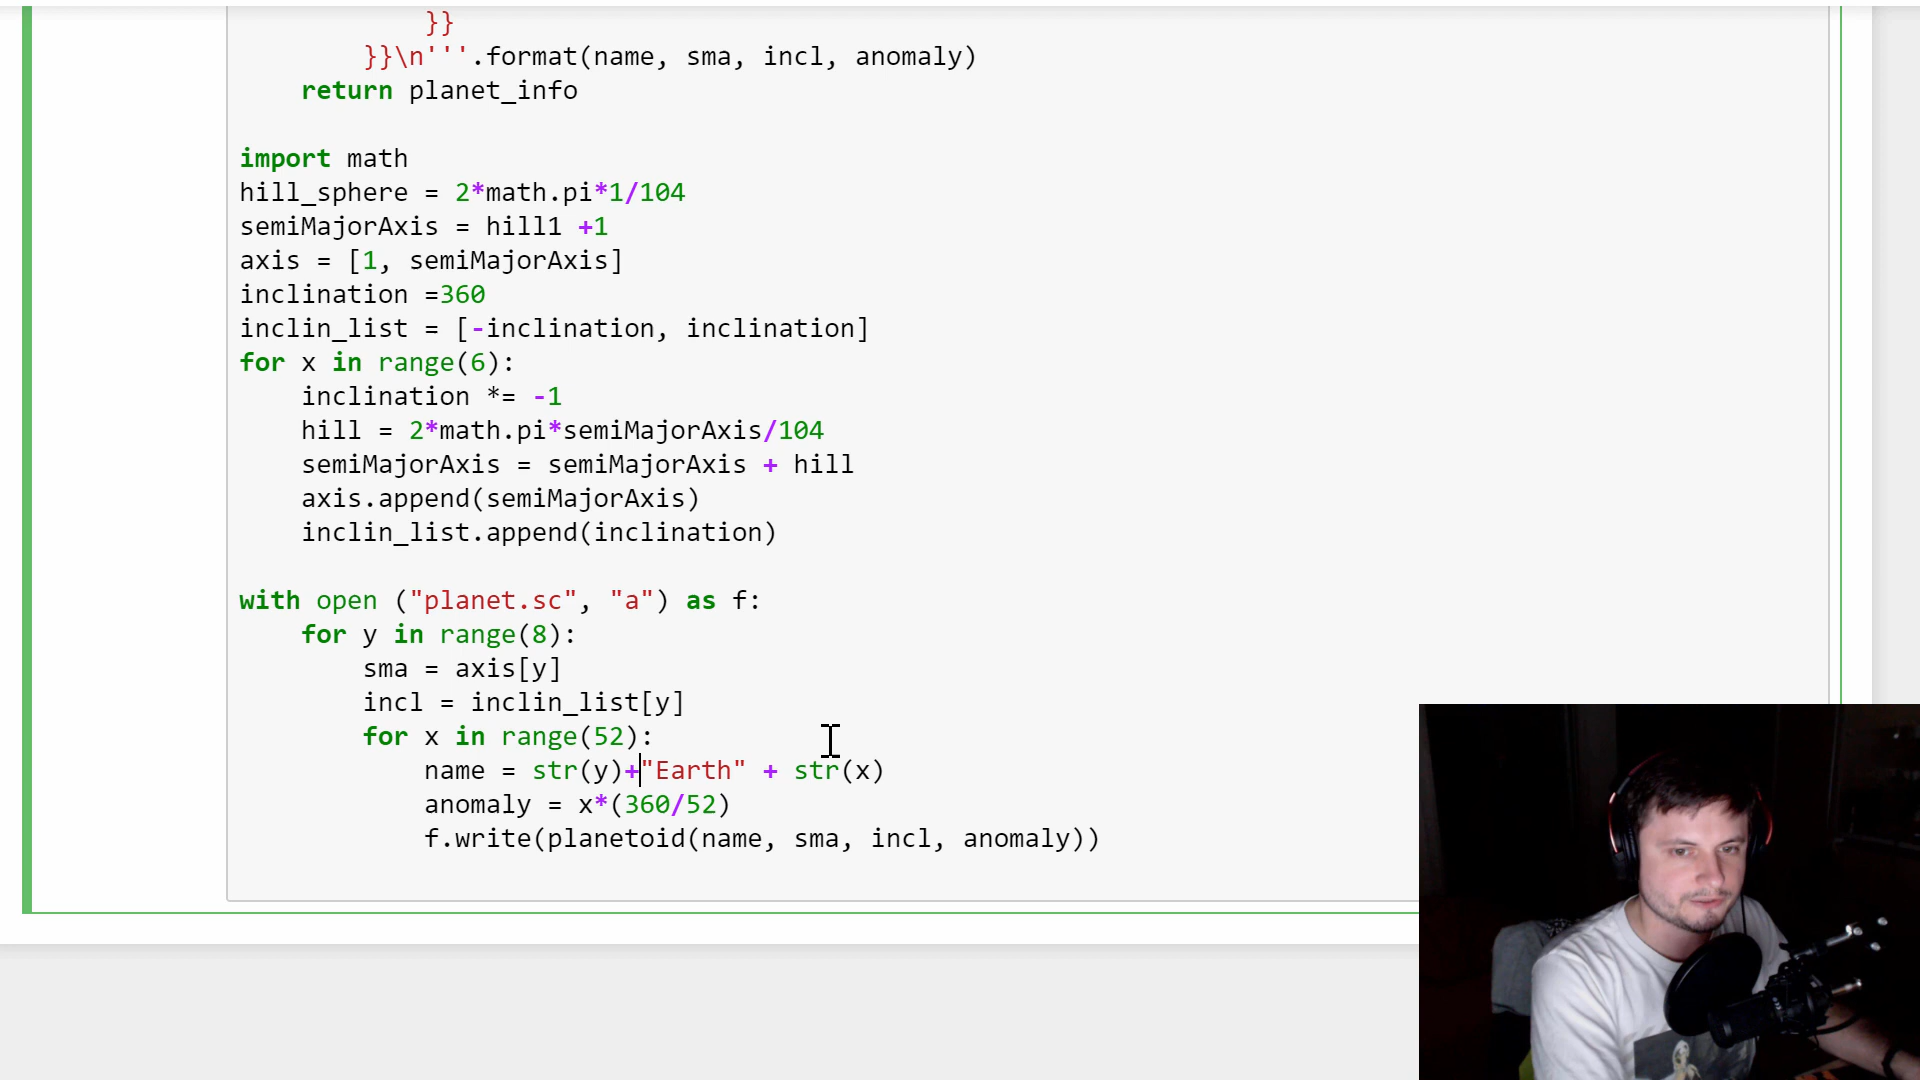 }}
}}\n'''.format(name, sma, incl, anomaly)
return planet_info
import math
hill_sphere = 2*math.pi*1/104
semiMajorAxis = hill1 +1
axis = [1, semiMajorAxis]
inclination =360
inclin_list = [-inclination, inclination]
for x in range(6):
inclination *= -1
hill = 2*math.pi*semiMajorAxis/104
semiMajorAxis = semiMajorAxis + hill
axis.append(semiMajorAxis)
inclin_list.append(inclination)
with open ("planet.sc", "a") as f:
for y in range(8):
sma = axis[y]
incl = inclin_list[y]
for x in range(52):
name = str(y)+"Earth" + str(x)
anomaly = x*(360/52)
f.write(planetoid(name, sma, incl, anomaly))